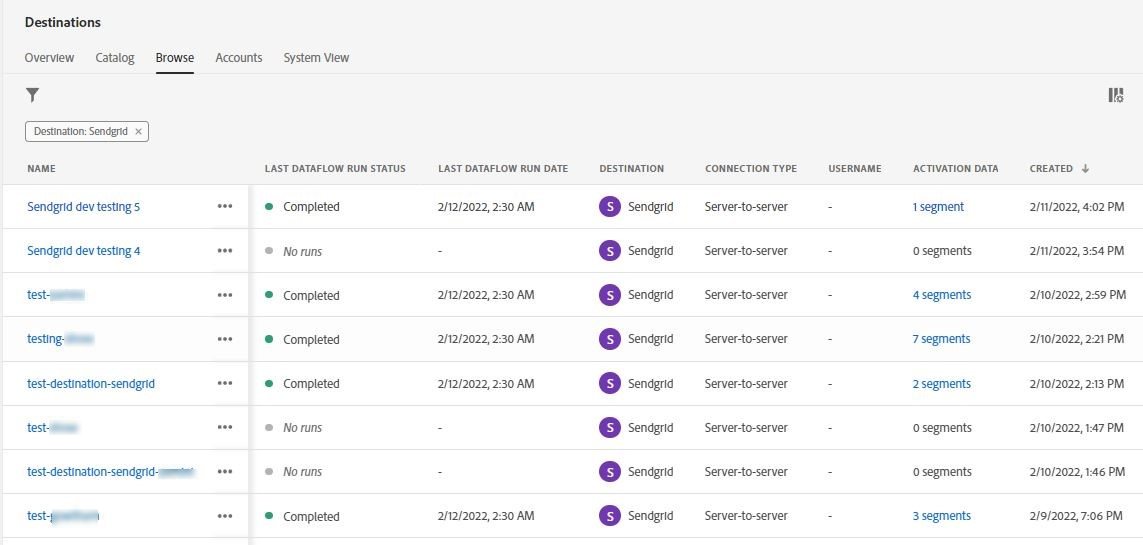 Destinations
Overview Catalog Browse Accounts System View
Destination: Sendgrid ×
NAME LAST DATAFLOW RUN STATUS LAST DATAFLOW RUN DATE DESTINATION CONNECTION TYPE USERNAME ACTIVATION DATA CREATED ↓
Sendgrid dev testing 5 ••• Completed 2/12/2022, 2:30 AM S Sendgrid Server-to-server - 1 segment 2/11/2022, 4:02 PM
Sendgrid dev testing 4 ••• No runs - S Sendgrid Server-to-server - 0 segments 2/11/2022, 3:54 PM
test- ••• Completed 2/12/2022, 2:30 AM S Sendgrid Server-to-server - 4 segments 2/10/2022, 2:59 PM
testing- ••• Completed 2/12/2022, 2:30 AM S Sendgrid Server-to-server - 7 segments 2/10/2022, 2:21 PM
test-destination-sendgrid ••• Completed 2/12/2022, 2:30 AM S Sendgrid Server-to-server - 2 segments 2/10/2022, 2:13 PM
test- ••• No runs - S Sendgrid Server-to-server - 0 segments 2/10/2022, 1:47 PM
test-destination-sendgrid- ••• No runs - S Sendgrid Server-to-server - 0 segments 2/10/2022, 1:46 PM
test- ••• Completed 2/12/2022, 2:30 AM S Sendgrid Server-to-server - 3 segments 2/9/2022, 7:06 PM